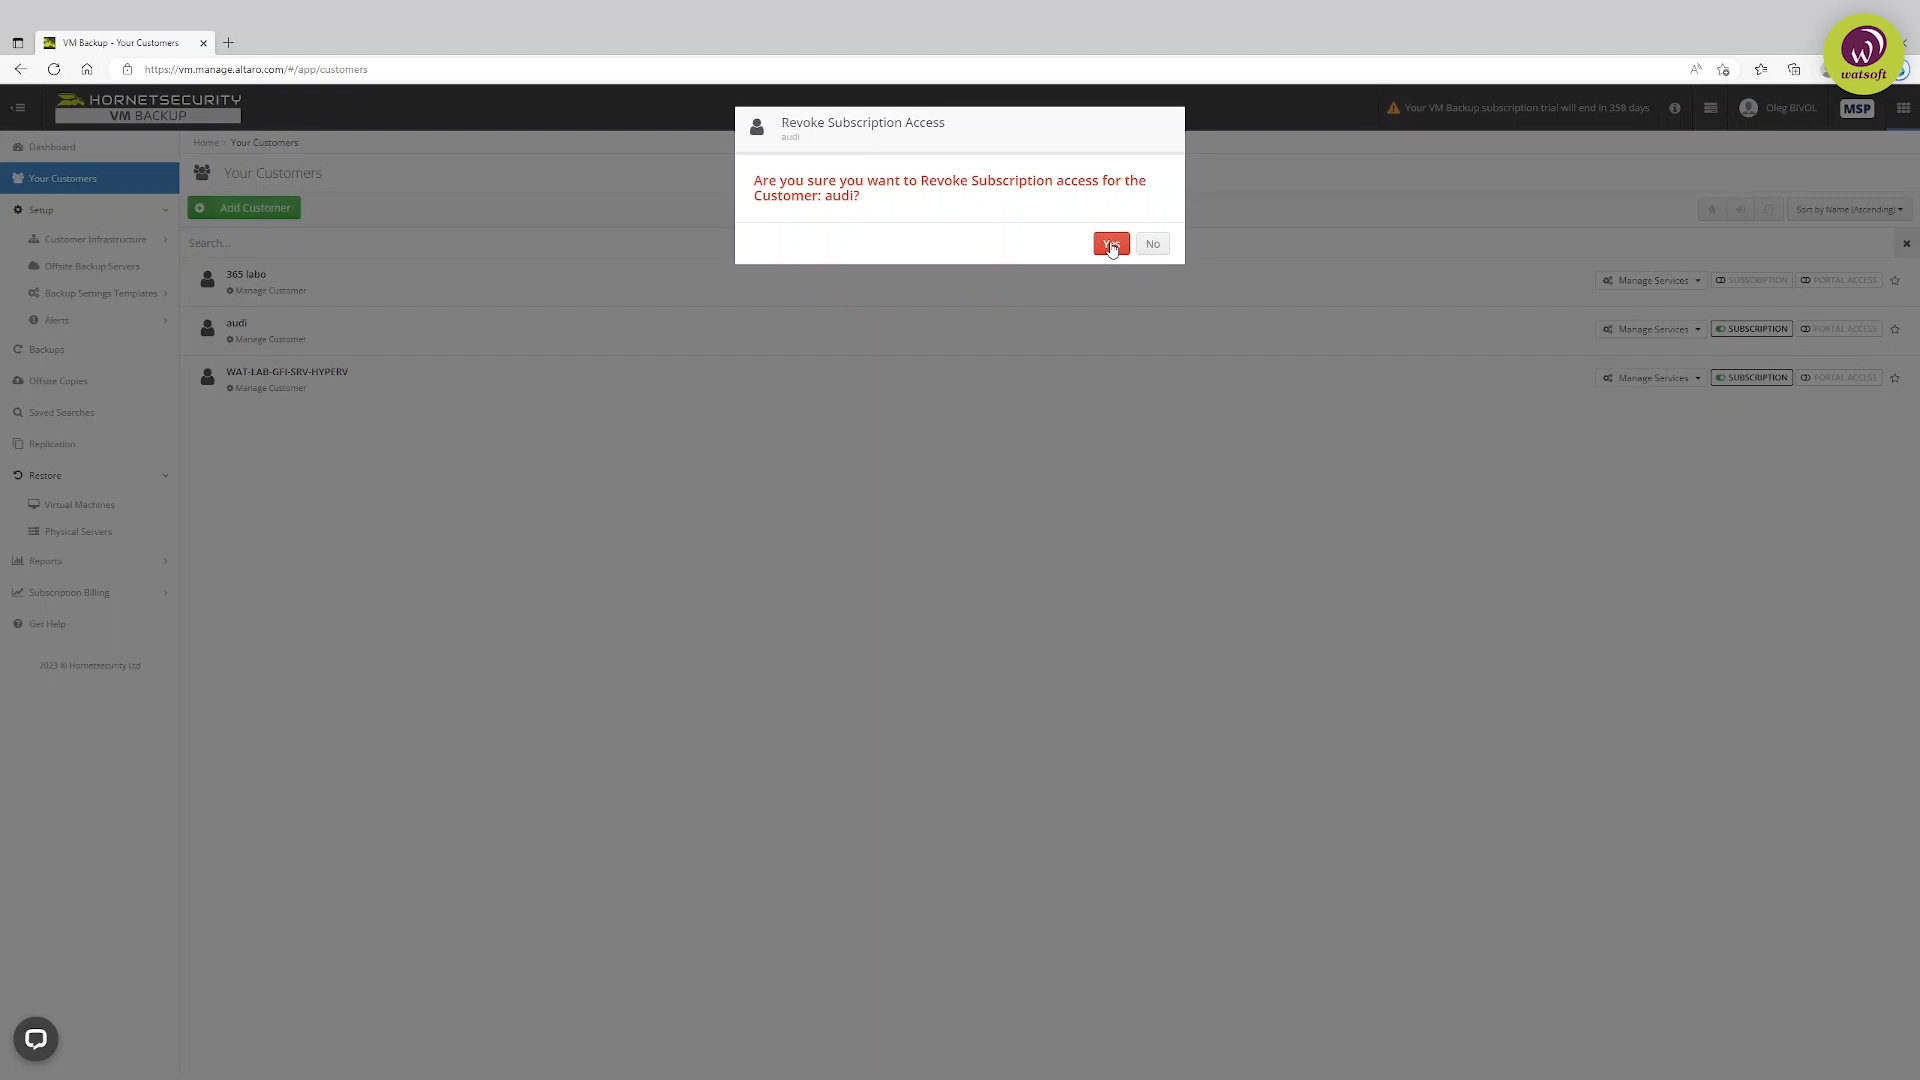 VM Backup - Your Customers
https://vm.manage.altaro.com/#/app/customers
watsoft
HORNETSECURITY
VM BACKUP
Your VM Backup subscription trial will end in 358 days
Oleg BIVOL
MSP
Dashboard
Your Customers
Setup
Customer Infrastructure
Offsite Backup Servers
Backup Settings Templates
Alerts
Backups
Offsite Copies
Saved Searches
Replication
Restore
Virtual Machines
Physical Servers
Reports
Subscription Billing
Get Help
2023 © Hornetsecurity Ltd
Home > Your Customers
Your Customers
Add Customer
Sort by Name (Ascending)
Search...
365 labo
Manage Customer
Manage Services
SUBSCRIPTION
PORTAL ACCESS
audi
Manage Customer
Manage Services
SUBSCRIPTION
PORTAL ACCESS
WAT-LAB-GFI-SRV-HYPERV
Manage Customer
Manage Services
SUBSCRIPTION
PORTAL ACCESS
Revoke Subscription Access
audi
Are you sure you want to Revoke Subscription access for the
Customer: audi?
Yes
No